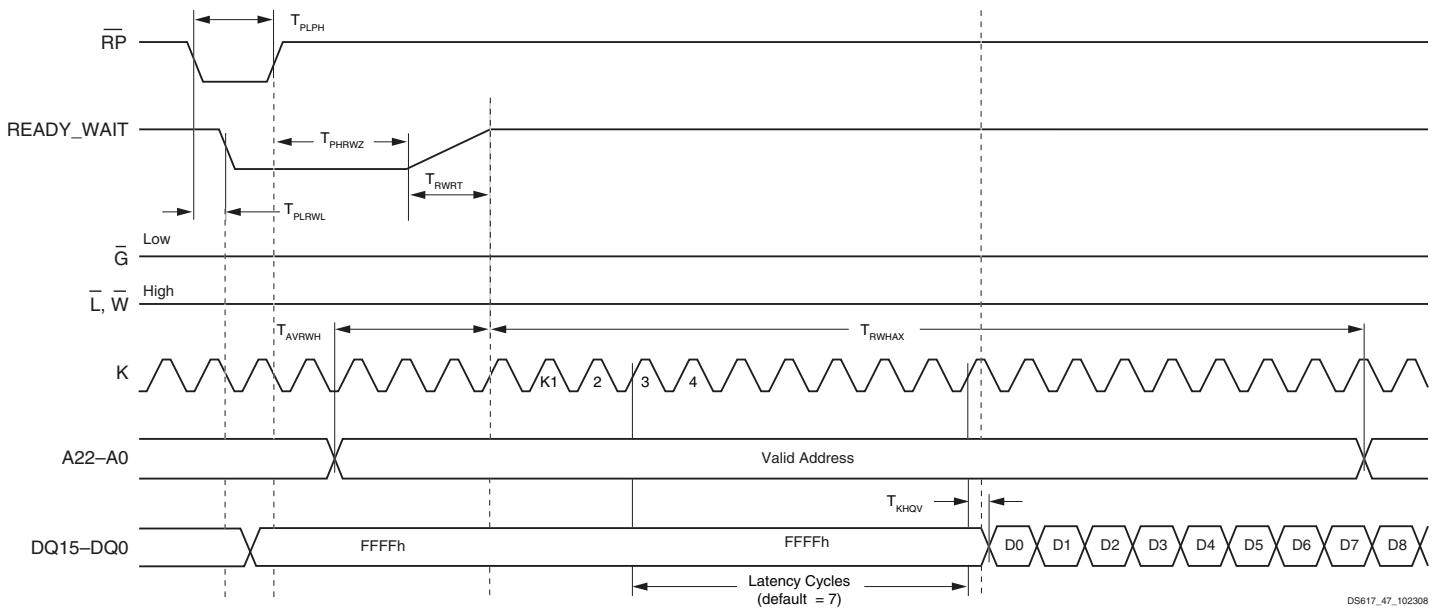 T_PLPH
R̅P̅
READY_WAIT
T_PHRWZ
T_RWRT
T_PLRWL
Low
G̅
High
L̅, W̅
T_AVRWH
T_RWHAX
K
K1 2 3 4
A22–A0
Valid Address
T_KHQV
DQ15–DQ0
FFFFh FFFFh D0 D1 D2 D3 D4 D5 D6 D7 D8
Latency Cycles
(default = 7)
DS617_47_102308